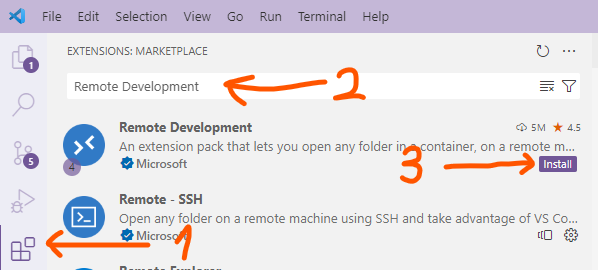 File Edit Selection View Go Run Terminal Help
1
EXTENSIONS: MARKETPLACE
Remote Development
2
Remote Development
5M 4.5
An extension pack that lets you open any folder in a container, on a remote m...
4
Microsoft
3
Install
5
Remote - SSH
Open any folder on a remote machine using SSH and take advantage of VS Co...
Microsoft
1
Remote Explorer